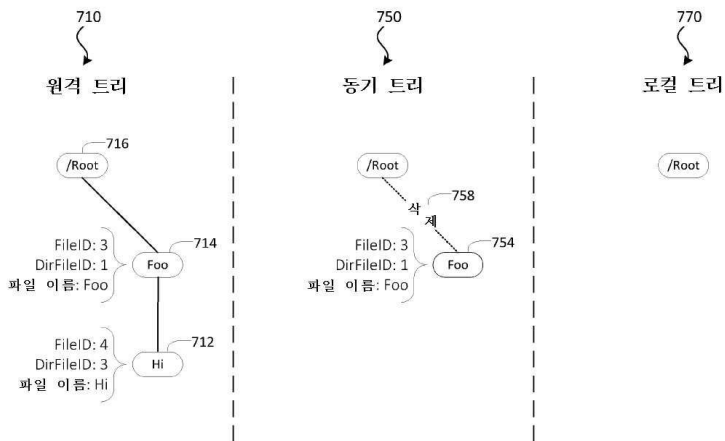 710
원격 트리
716
/Root
FileID: 3
DirFileID: 1
파일 이름: Foo
714
Foo
FileID: 4
DirFileID: 3
파일 이름: Hi
712
Hi
750
동기 트리
/Root
758
삭제
FileID: 3
DirFileID: 1
파일 이름: Foo
754
Foo
770
로컬 트리
/Root